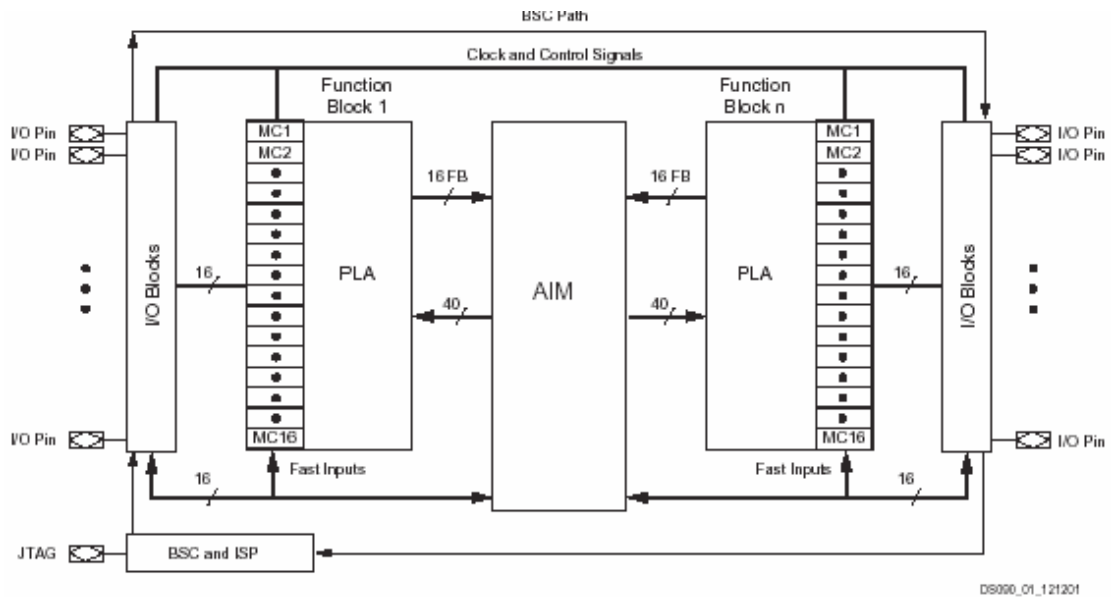 BSC Path
Clock and Control Signals
Function
Block 1
Function
Block n
I/O Pin
MC1
MC1
I/O Pin
I/O Pin
MC2
MC2
I/O Pin
16 FB
16 FB
I/O Blocks
16
PLA
AIM
PLA
16
I/O Blocks
40
40
I/O Pin
MC16
MC16
I/O Pin
16
Fast Inputs
Fast Inputs
16
JTAG
BSC and ISP
DS090_01_121201